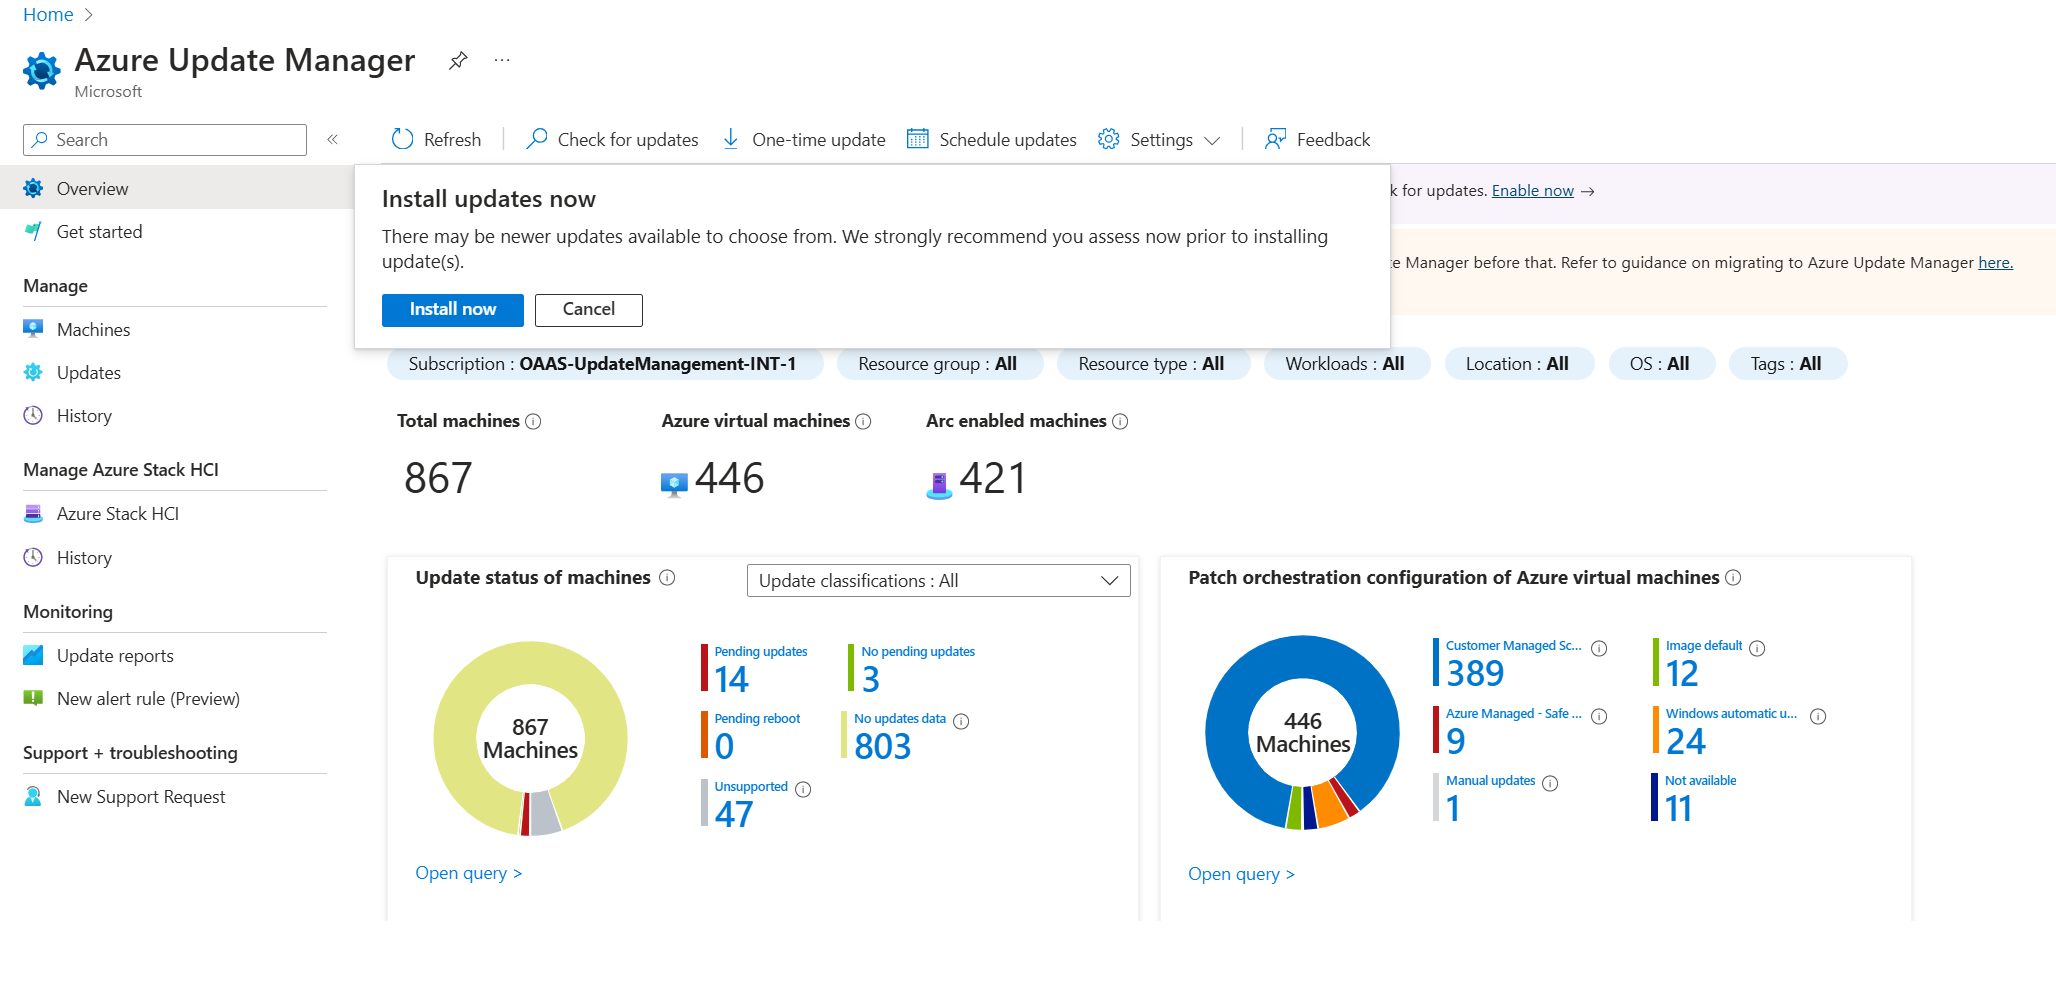 Home >
Azure Update Manager ...
Microsoft
Search «
Refresh Check for updates One-time update Schedule updates Settings Feedback
Overview
Get started
Manage
Machines
Updates
History
Manage Azure Stack HCI
Azure Stack HCI
History
Monitoring
Update reports
New alert rule (Preview)
Support + troubleshooting
New Support Request
Install updates now
There may be newer updates available to choose from. We strongly recommend you assess now prior to installing
update(s).
Install now Cancel
k for updates. Enable now →
te Manager before that. Refer to guidance on migrating to Azure Update Manager here.
Subscription : OAAS-UpdateManagement-INT-1 Resource group : All Resource type : All Workloads : All Location : All OS : All Tags : All
Total machines Azure virtual machines Arc enabled machines
867 446 421
Update status of machines Update classifications : All
867
Machines
Pending updates
14
No pending updates
3
Pending reboot
0
No updates data
803
Unsupported
47
Open query >
Patch orchestration configuration of Azure virtual machines
446
Machines
Customer Managed Sc...
389
Image default
12
Azure Managed - Safe ...
9
Windows automatic u...
24
Manual updates
1
Not available
11
Open query >